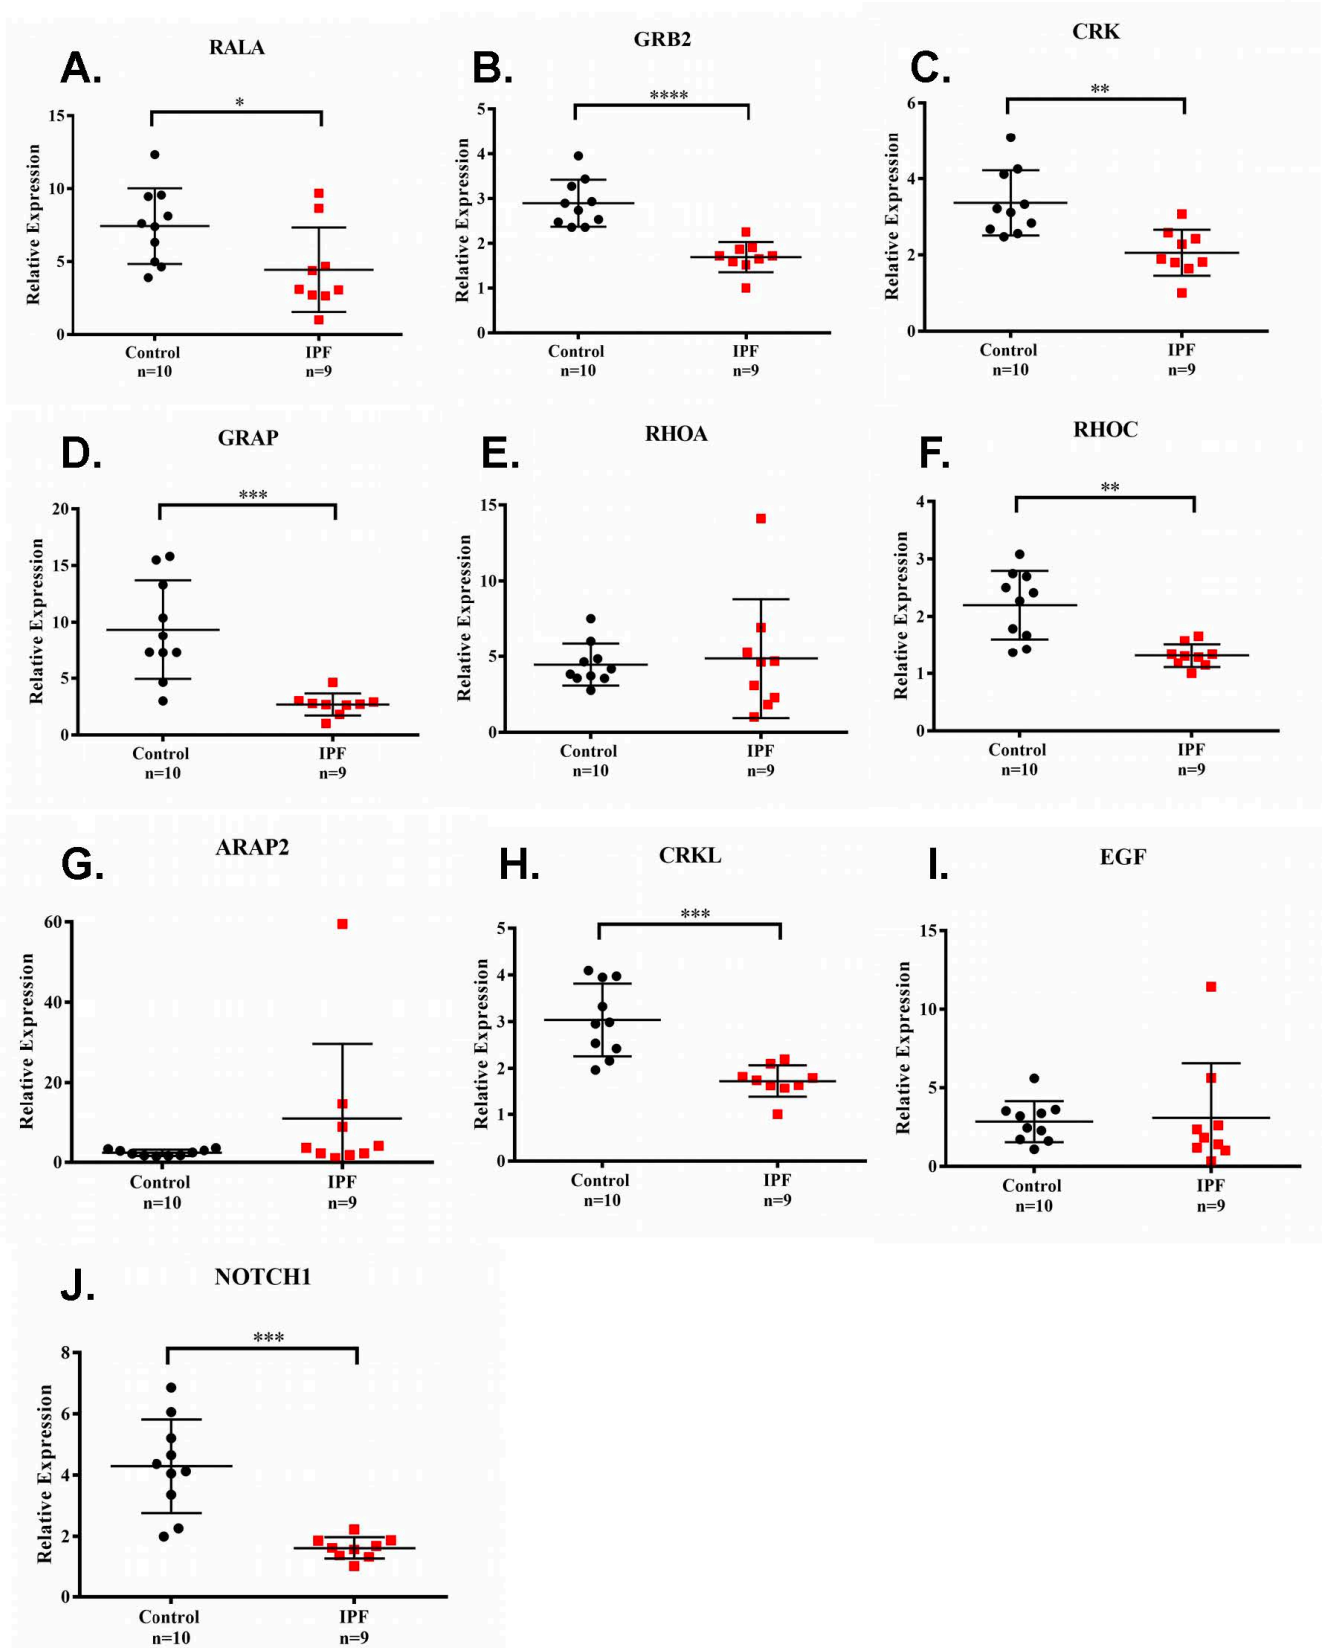 A.
RALA
*
Relative Expression
15
10
5
0
Control
n=10
IPF
n=9
B.
GRB2
****
Relative Expression
5
4
3
2
1
0
Control
n=10
IPF
n=9
C.
CRK
**
Relative Expression
6
4
2
0
Control
n=10
IPF
n=9
D.
GRAP
***
Relative Expression
20
15
10
5
0
Control
n=10
IPF
n=9
E.
RHOA
Relative Expression
15
10
5
0
Control
n=10
IPF
n=9
F.
RHOC
**
Relative Expression
4
3
2
1
0
Control
n=10
IPF
n=9
G.
ARAP2
Relative Expression
60
40
20
0
Control
n=10
IPF
n=9
H.
CRKL
***
Relative Expression
5
4
3
2
1
0
Control
n=10
IPF
n=9
I.
EGF
Relative Expression
15
10
5
0
Control
n=10
IPF
n=9
J.
NOTCH1
***
Relative Expression
8
6
4
2
0
Control
n=10
IPF
n=9